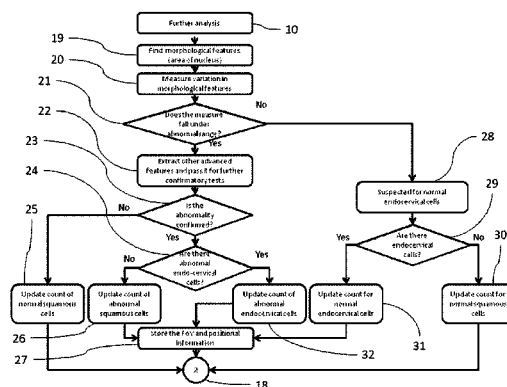 Further analysis
10
19
Find morphological features
(area of nucleus)
20
Measure variation in
morphological features
21
Does the measure
fall under
abnormal range?
No
Yes
22
Extract other advanced
features and pass it for further
confirmatory tests
28
Suspected for normal
endocervical cells
23
Is the
abnormality
confirmed?
29
Are there
endocervical
cells?
24
No
Yes
Are there
abnormal
endo-cervical
cells?
No
Yes
Yes
No
25
30
Update count of
normal squamous
cells
Update count of
abnormal
squamous cells
Update count of
abnormal
endocervical cells
Update count for
normal
endocervical cells
Update count for
normal squamous
cells
26
31
27
Store the FoV and positional
information
32
2
18